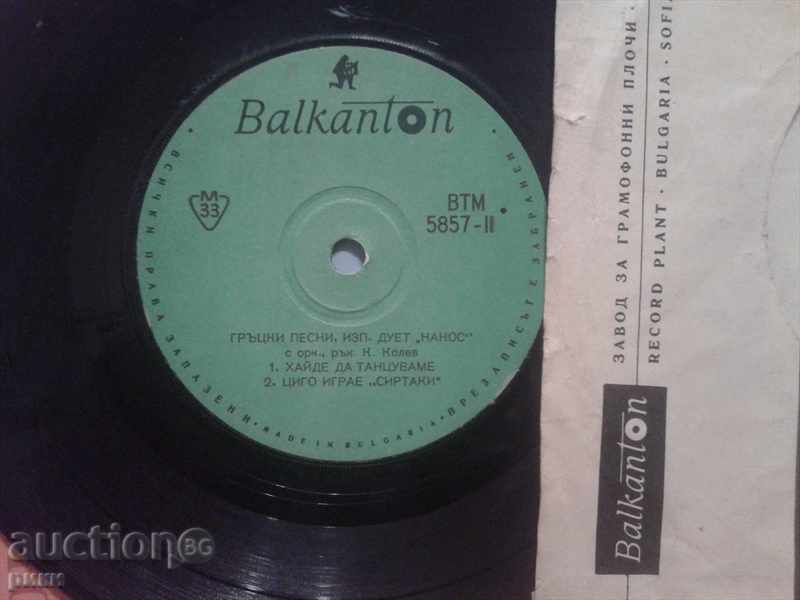 Balkanton
M
33
ВТМ
5857-II
ГРЪЦКИ ПЕСНИ, ИЗП. ДУЕТ „НАНОС"
с орк., рък. К. Колев
1. ХАЙДЕ ДА ТАНЦУВАМЕ
2. ЦИГО ИГРАЕ „СИРТАКИ"
• ВСИЧКИ ПРАВА ЗАПАЗЕНИ • MADE IN BULGARIA • ПРЕЗАПИСЪТ Е ЗАБРАНЕН •
ЗАВОД ЗА ГРАМОФОННИ ПЛОЧИ ·
RECORD PLANT · BULGARIA · SOFIA
Balkanton
auction BG